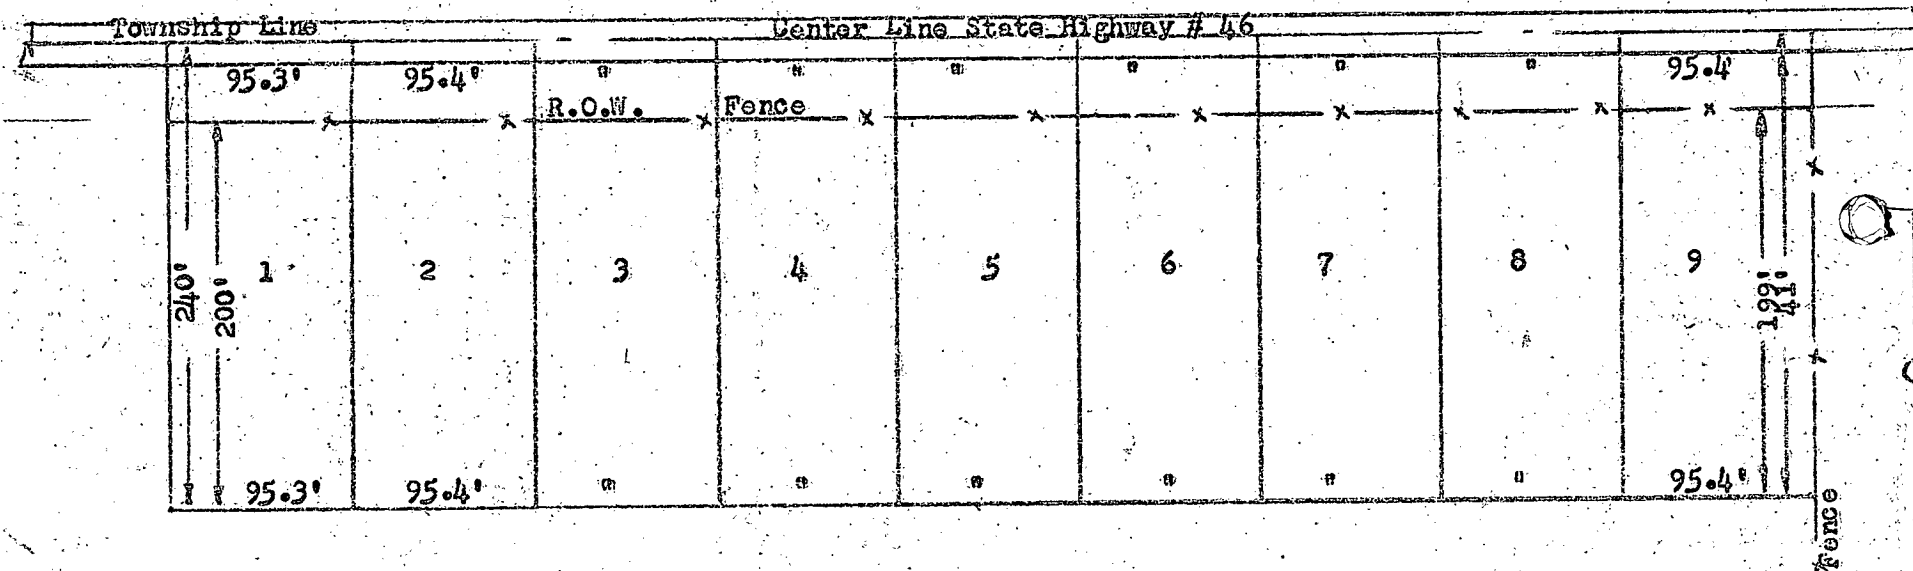 Township Line Center Line State Highway # 46
95.3' 95.4' " " " " " " 95.4'
R.O.W. Fence
1 2 3 4 5 6 7 8 9
240'
200'
199'
41'
95.3' 95.4' " " " " " " 95.4'
Fence